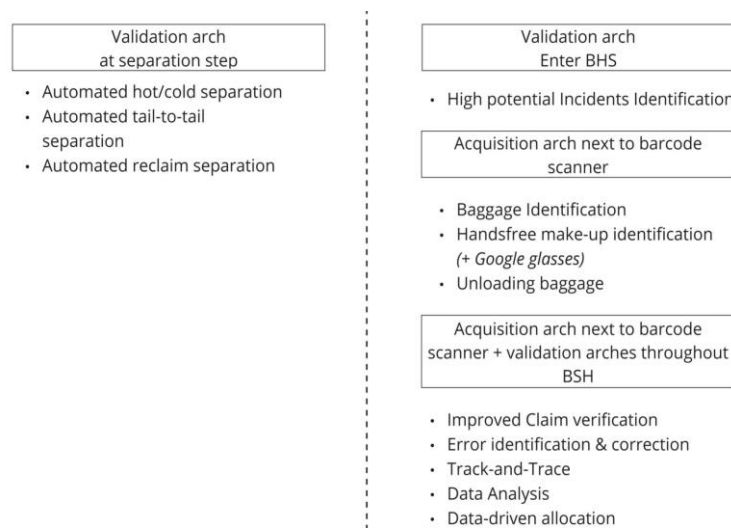 Validation arch
at separation step
• Automated hot/cold separation
• Automated tail-to-tail
separation
• Automated reclaim separation
Validation arch
Enter BHS
• High potential Incidents Identification
Acquisition arch next to barcode
scanner
• Baggage Identification
• Handsfree make-up identification
(+ Google glasses)
• Unloading baggage
Acquisition arch next to barcode
scanner + validation arches throughout
BSH
• Improved Claim verification
• Error identification & correction
• Track-and-Trace
• Data Analysis
• Data-driven allocation